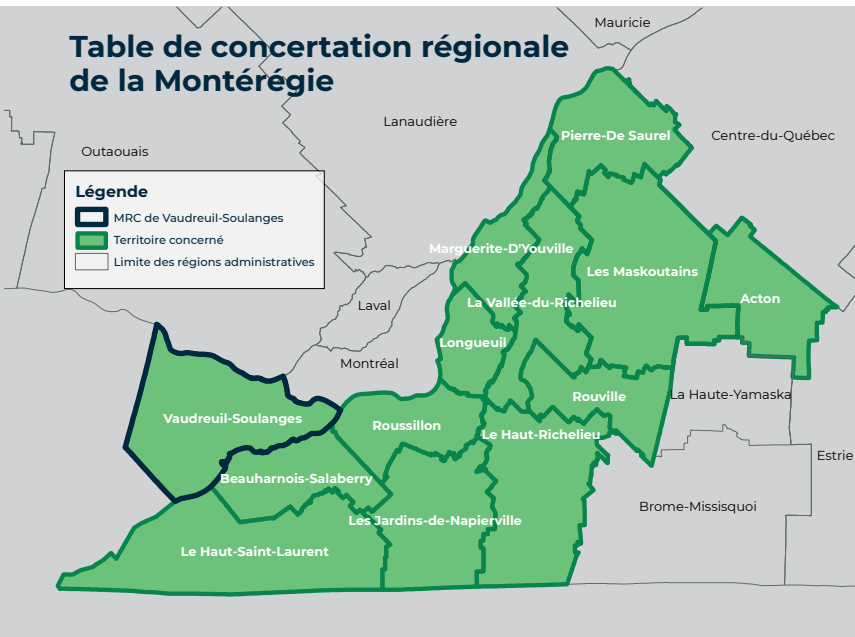 Mauricie
Table de concertation régionale
de la Montérégie
Lanaudière
Pierre-De Saurel
Centre-du-Québec
Outaouais
Légende
MRC de Vaudreuil-Soulanges
Territoire concerné
Limite des régions administratives
Marguerite-D'Youville
Les Maskoutains
La Vallée-du-Richelieu
Acton
Laval
Longueuil
Montréal
La Haute-Yamaska
Rouville
Vaudreuil-Soulanges
Roussillon
Le Haut-Richelieu
Estrie
Beauharnois-Salaberry
Brome-Missisquoi
Les Jardins-de-Napierville
Le Haut-Saint-Laurent